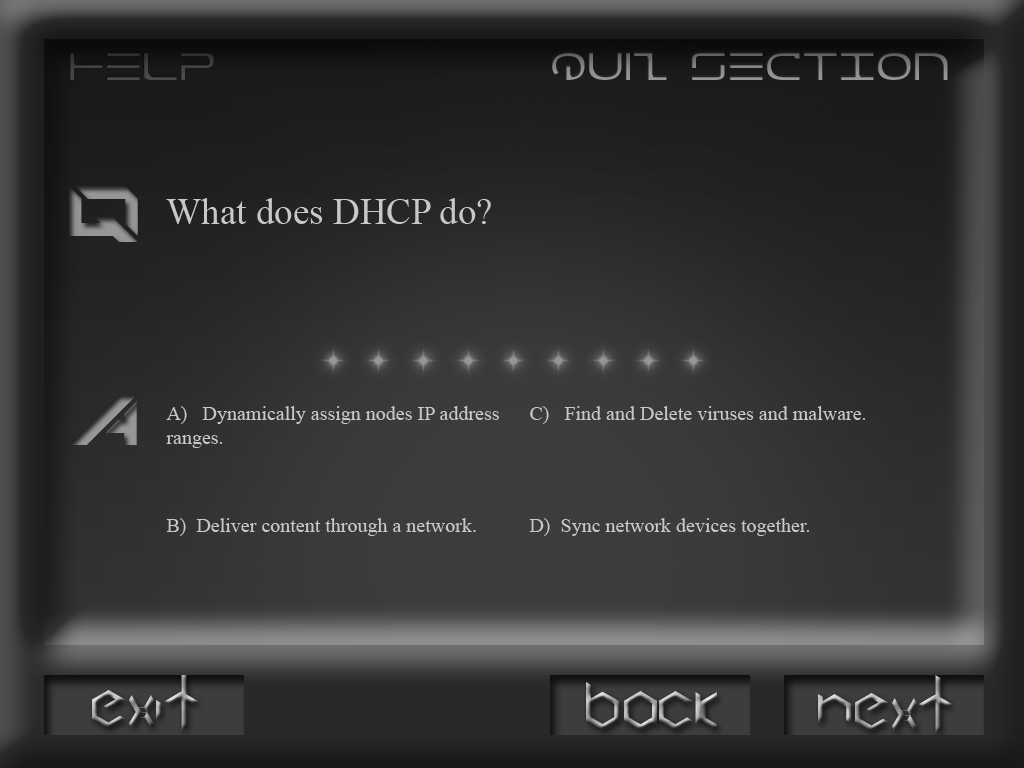 HELP
QUIZ SECTION
Q
What does DHCP do?
A
A) Dynamically assign nodes IP address
ranges.
C) Find and Delete viruses and malware.
B) Deliver content through a network.
D) Sync network devices together.
exit
back
next